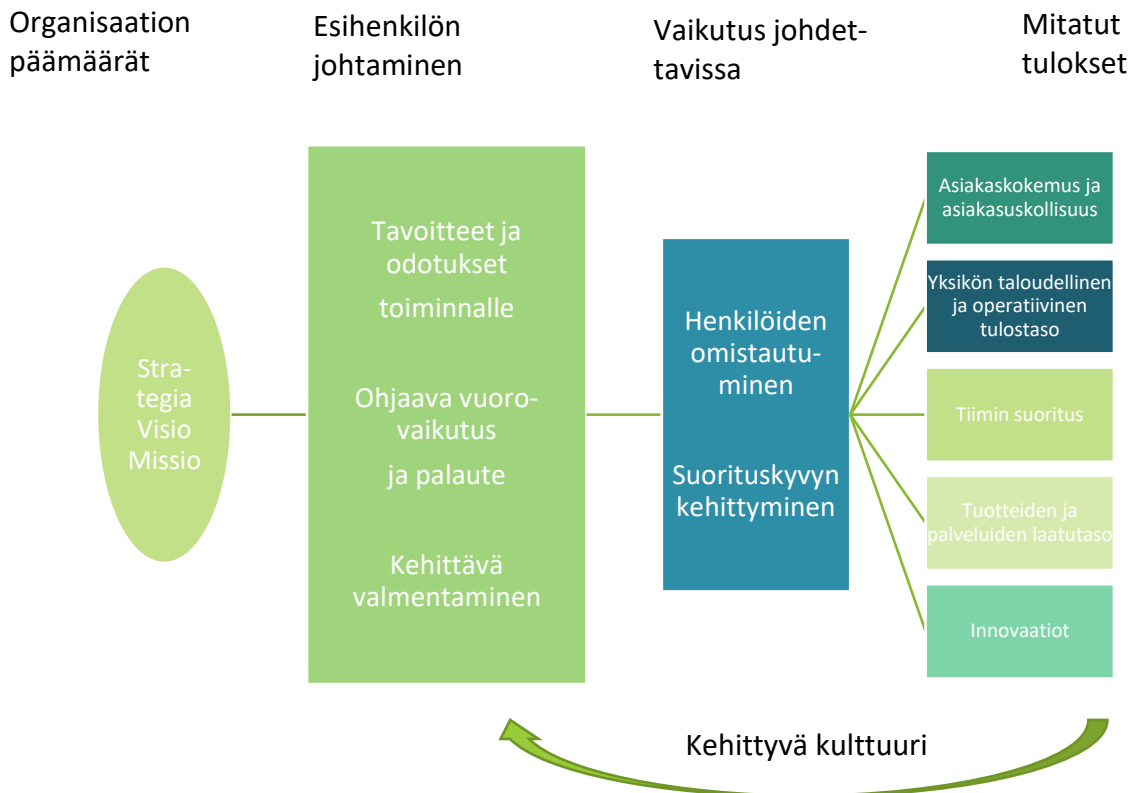 Organisaation
päämäärät
Esihenkilön
johtaminen
Vaikutus johdet-
tavissa
Mitatut
tulokset
Stra-
tegia
Visio
Missio
Tavoitteet ja
odotukset
toiminnalle
Ohjaava vuoro-
vaikutus
ja palaute
Kehittävä
valmentaminen
Henkilöiden
omistautu-
minen
Suorituskyvyn
kehittyminen
Asiakaskokemus ja
asiakasuskollisuus
Yksikön taloudellinen
ja operatiivinen
tulostaso
Tiimin suoritus
Tuotteiden ja
palveluiden laatutaso
Innovaatiot
Kehittyvä kulttuuri